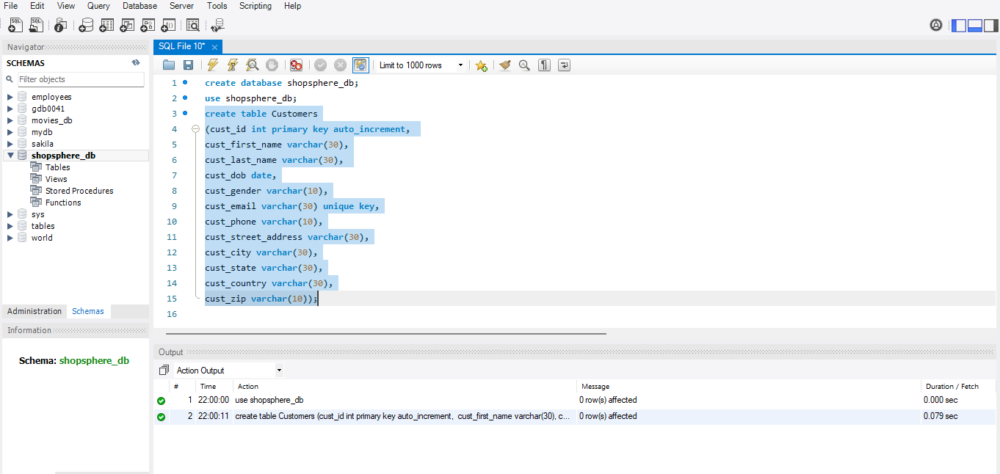 File Edit View Query Database Server Tools Scripting Help
Navigator
SCHEMAS
Filter objects
employees
gdb0041
movies_db
mydb
sakila
shopsphere_db
Tables
Views
Stored Procedures
Functions
sys
tables
world
Administration Schemas
Information
Schema: shopsphere_db
SQL File 10*
Limit to 1000 rows
1 create database shopsphere_db;
2 use shopsphere_db;
3 create table Customers
4 (cust_id int primary key auto_increment,
5 cust_first_name varchar(30),
6 cust_last_name varchar(30),
7 cust_dob date,
8 cust_gender varchar(10),
9 cust_email varchar(30) unique key,
10 cust_phone varchar(10),
11 cust_street_address varchar(30),
12 cust_city varchar(30),
13 cust_state varchar(30),
14 cust_country varchar(30),
15 cust_zip varchar(10));
16
Output
Action Output
# Time Action Message Duration / Fetch
1 22:00:00 use shopsphere_db 0 row(s) affected 0.000 sec
2 22:00:11 create table Customers (cust_id int primary key auto_increment, cust_first_name varchar(30), c... 0 row(s) affected 0.079 sec